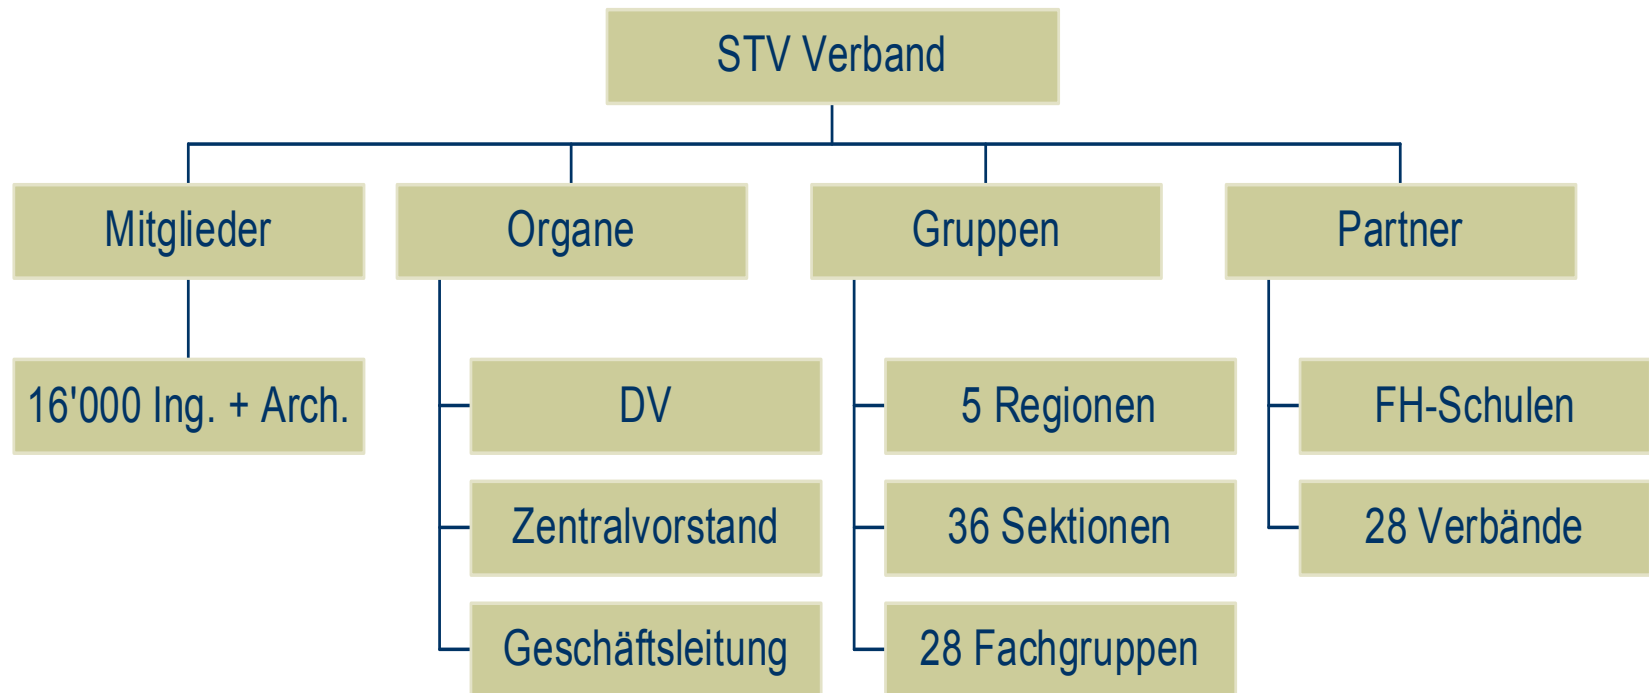 STV Verband
Mitglieder
Organe
Gruppen
Partner
16'000 Ing. + Arch.
DV
5 Regionen
FH-Schulen
Zentralvorstand
36 Sektionen
28 Verbände
Geschäftsleitung
28 Fachgruppen